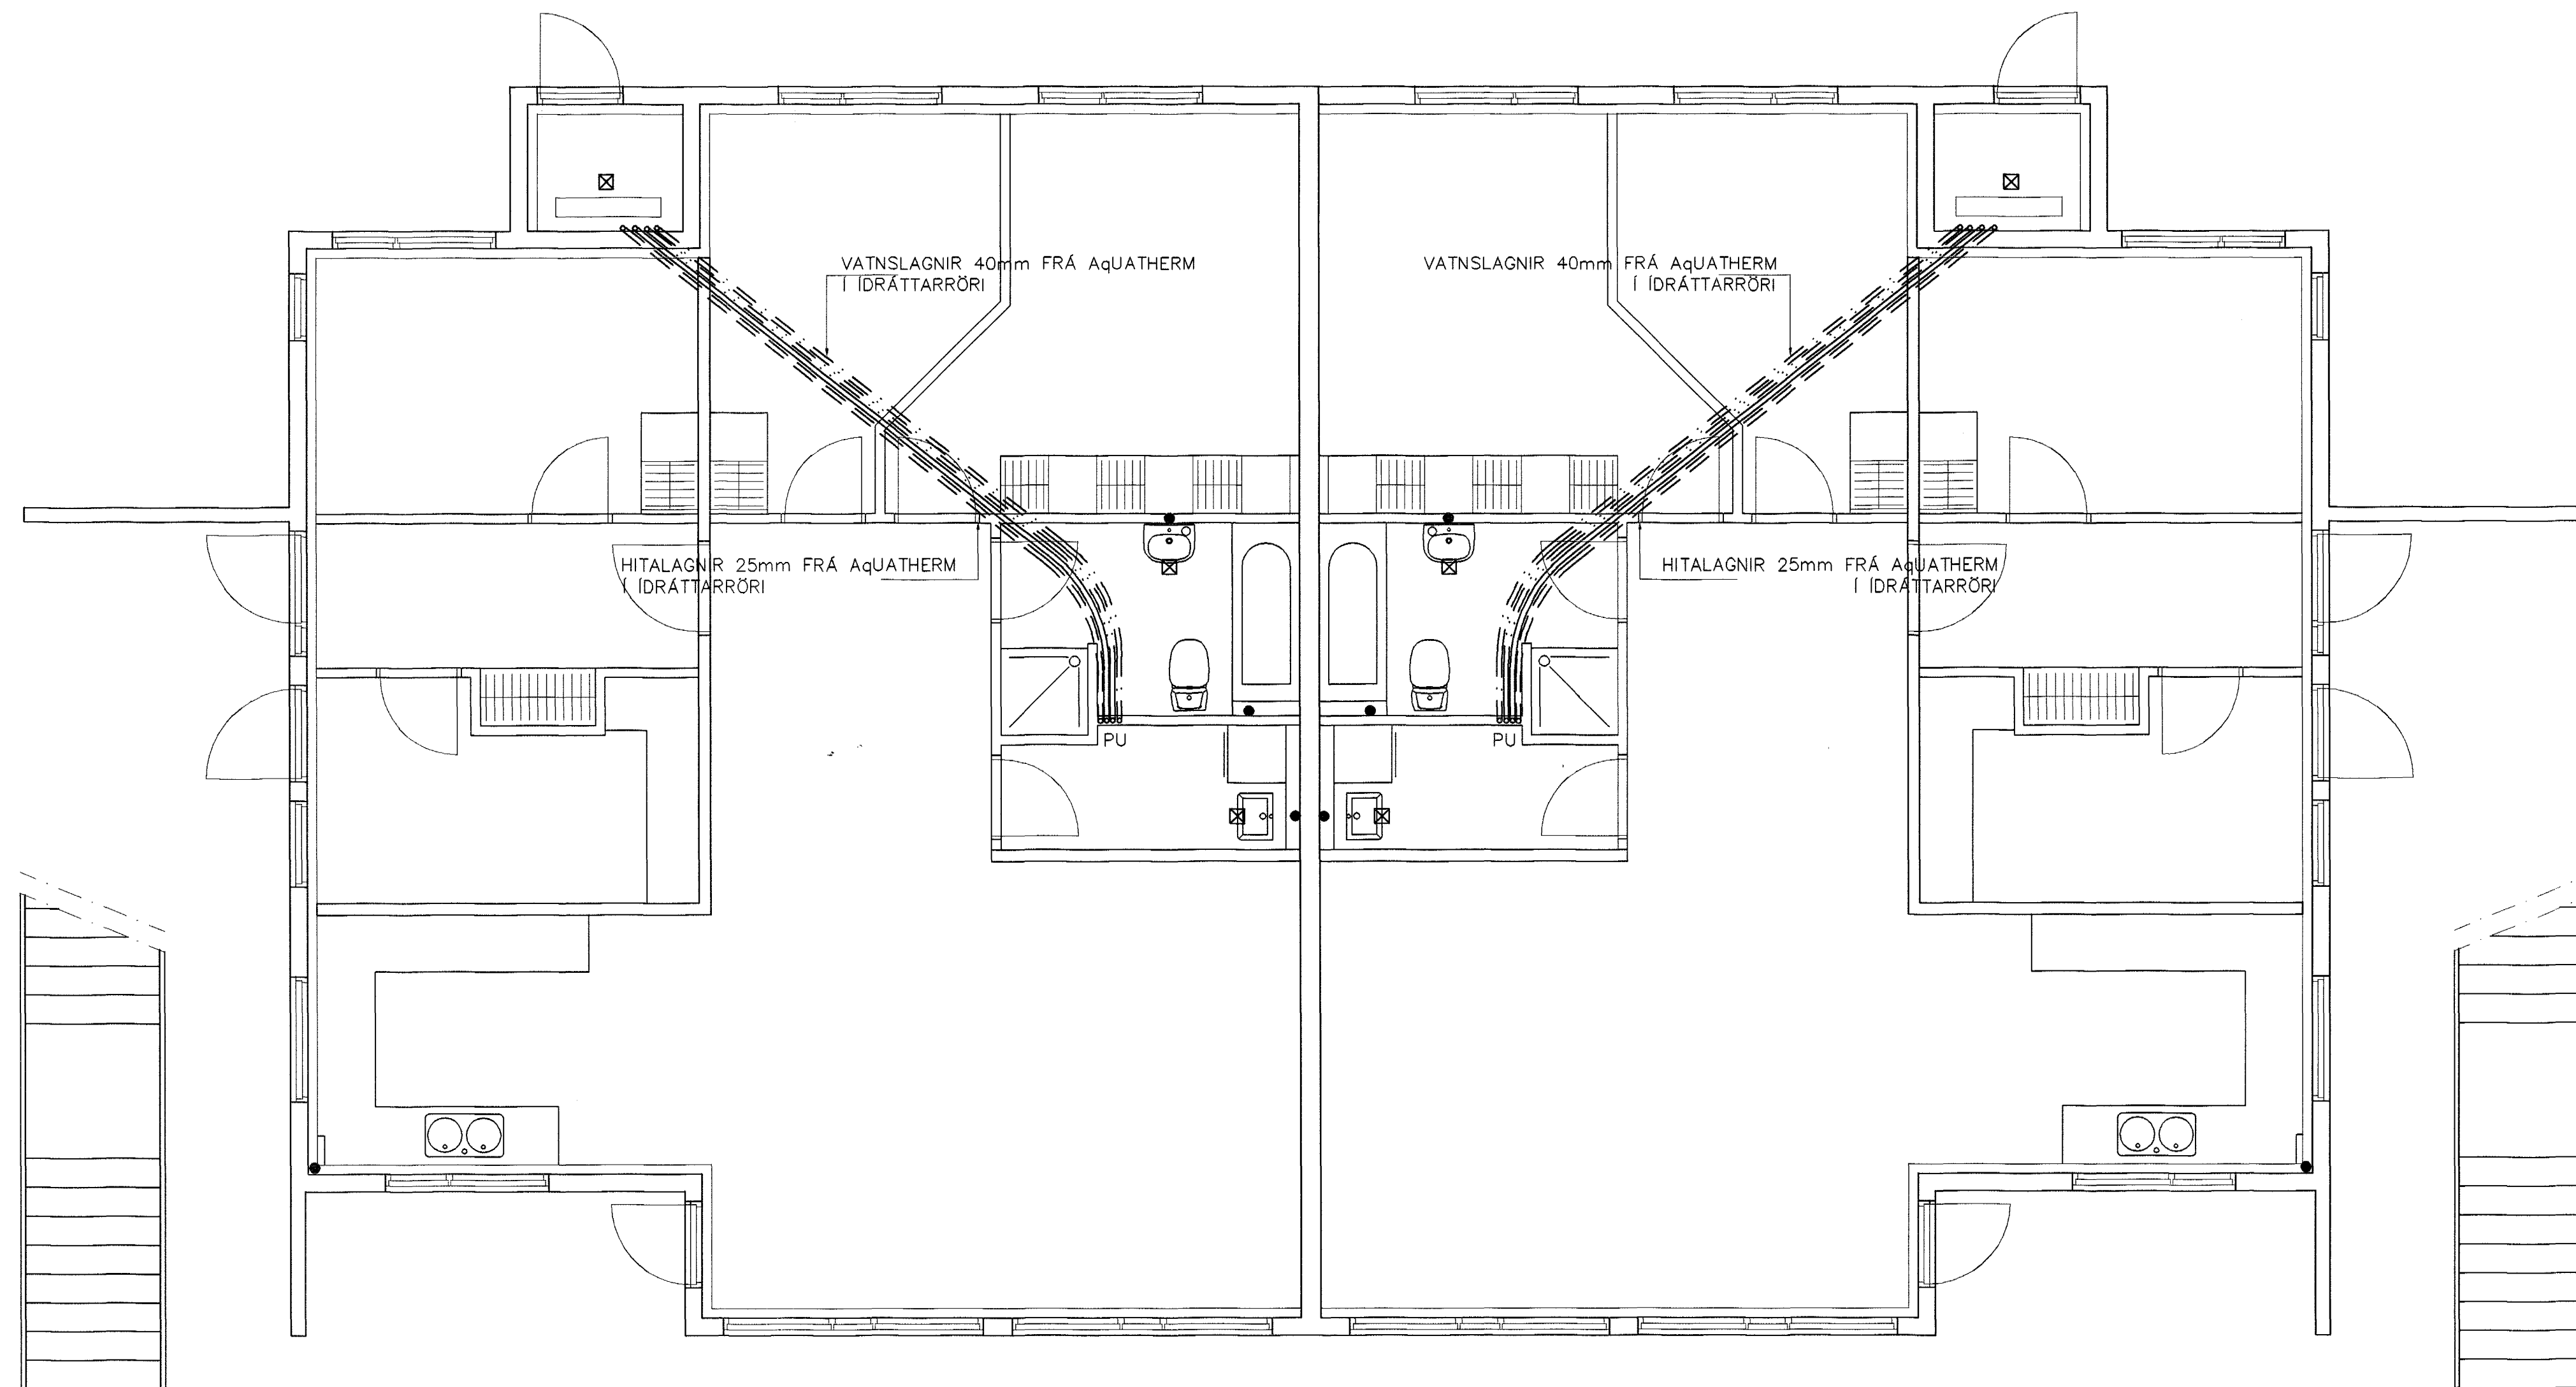 VATNSLAGNIR 40mm FRÁ AqUATHERM
Í ÍDRÁTTARRÖRI
VATNSLAGNIR 40mm FRÁ AqUATHERM
Í ÍDRÁTTARRÖRI
HITALAGNIR 25mm FRÁ AqUATHERM
Í ÍDRÁTTARRÖRI
HITALAGNIR 25mm FRÁ AqUATHERM
Í ÍDRÁTTARRÖRI
PU
PU